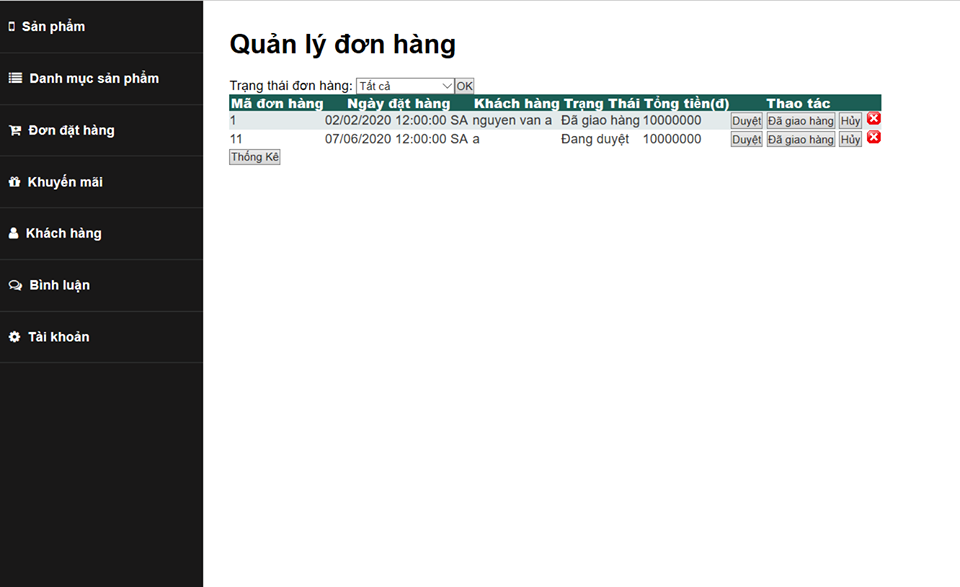 Sản phẩm
Danh mục sản phẩm
Đơn đặt hàng
Khuyến mãi
Khách hàng
Bình luận
Tài khoản
Quản lý đơn hàng
Trạng thái đơn hàng: Tất cả OK
Mã đơn hàng Ngày đặt hàng Khách hàng Trạng Thái Tổng tiền(đ) Thao tác
1 02/02/2020 12:00:00 SA nguyen van a Đã giao hàng 10000000 Duyệt Đã giao hàng Hủy
11 07/06/2020 12:00:00 SA a Đang duyệt 10000000 Duyệt Đã giao hàng Hủy
Thống Kê